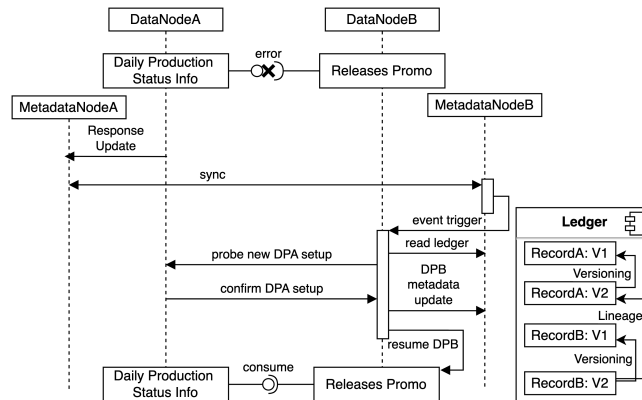 DataNodeA
DataNodeB
Daily Production
Status Info
error
Releases Promo
MetadataNodeA
MetadataNodeB
Response
Update
sync
event trigger
read ledger
probe new DPA setup
DPB
metadata
update
confirm DPA setup
resume DPB
Daily Production
Status Info
consume
Releases Promo
Ledger
RecordA: V1
Versioning
RecordA: V2
Lineage
RecordB: V1
Versioning
RecordB: V2